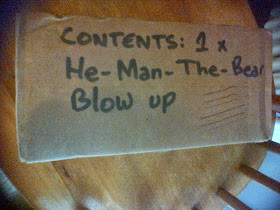 CONTENTS: 1 x
He-Man-The-Bear
Blow up